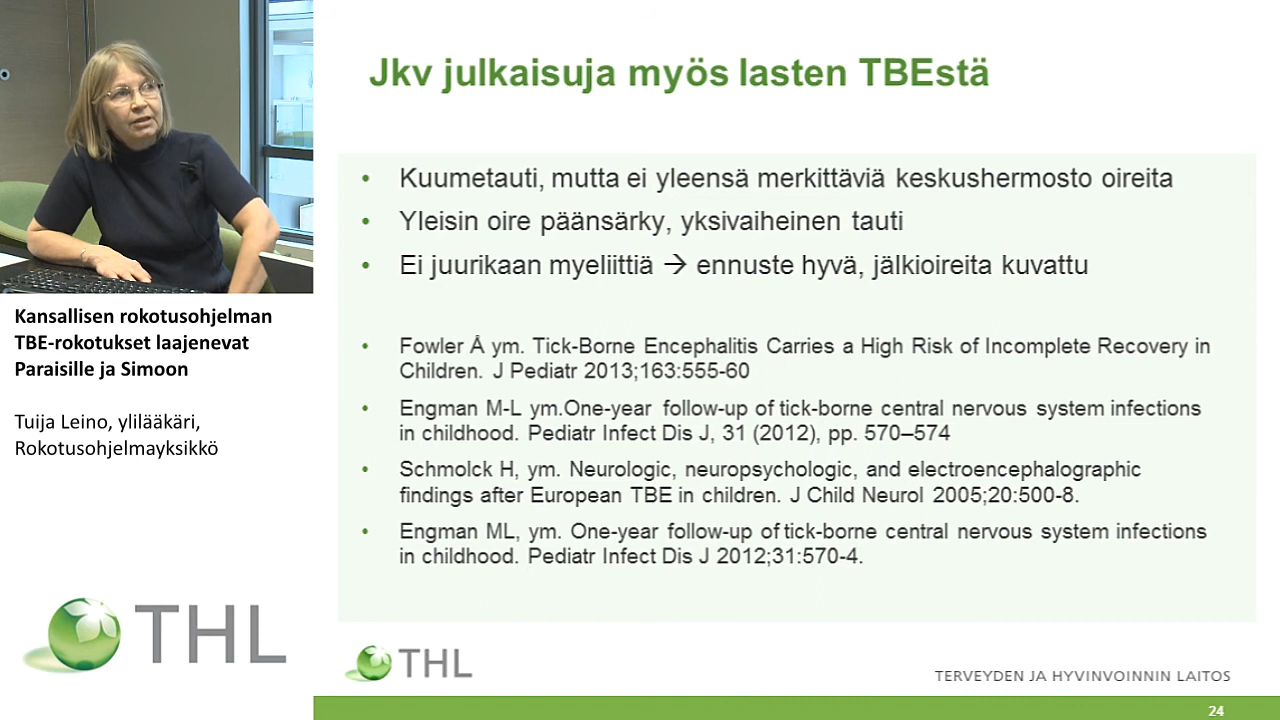 Jkv julkaisuja myös lasten TBEstä
• Kuumetauti, mutta ei yleensä merkittäviä keskushermosto oireita
• Yleisin oire päänsärky, yksivaiheinen tauti
• Ei juurikaan myeliittiä → ennuste hyvä, jälkioireita kuvattu
• Fowler Å ym. Tick-Borne Encephalitis Carries a High Risk of Incomplete Recovery in
Children. J Pediatr 2013;163:555-60
• Engman M-L ym.One-year follow-up of tick-borne central nervous system infections
in childhood. Pediatr Infect Dis J, 31 (2012), pp. 570–574
• Schmolck H, ym. Neurologic, neuropsychologic, and electroencephalographic
findings after European TBE in children. J Child Neurol 2005;20:500-8.
• Engman ML, ym. One-year follow-up of tick-borne central nervous system infections
in childhood. Pediatr Infect Dis J 2012;31:570-4.
Kansallisen rokotusohjelman
TBE-rokotukset laajenevat
Paraisille ja Simoon
Tuija Leino, ylilääkäri,
Rokotusohjelmayksikkö
THL
THL
TERVEYDEN JA HYVINVOINNIN LAITOS
24